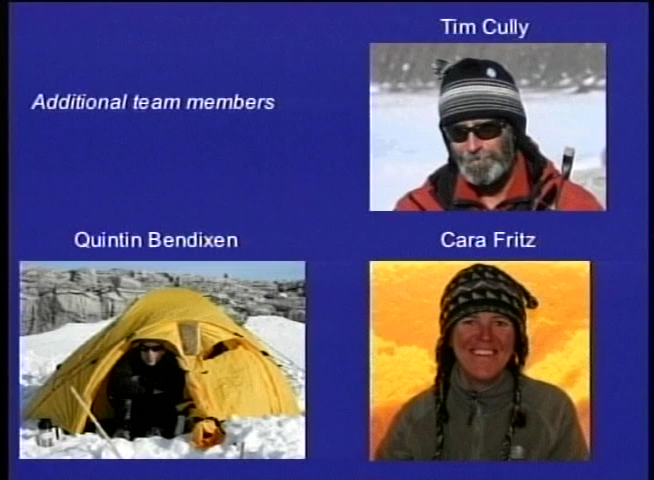 Tim Cully
Additional team members
Quintin Bendixen
Cara Fritz